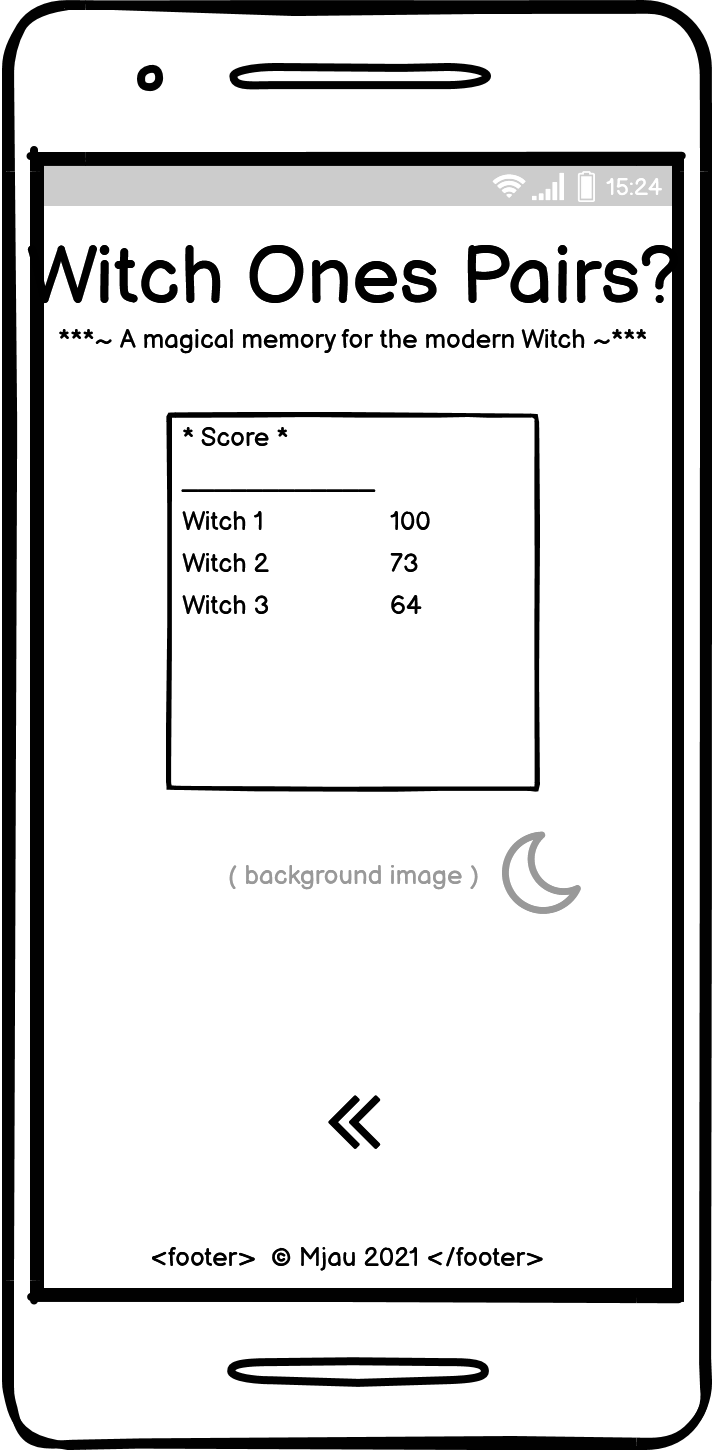 15:24
Witch Ones Pairs?
***~ A magical memory for the modern Witch ~***
* Score *
Witch 1 100
Witch 2 73
Witch 3 64
( background image )
<footer> © Mjau 2021 </footer>